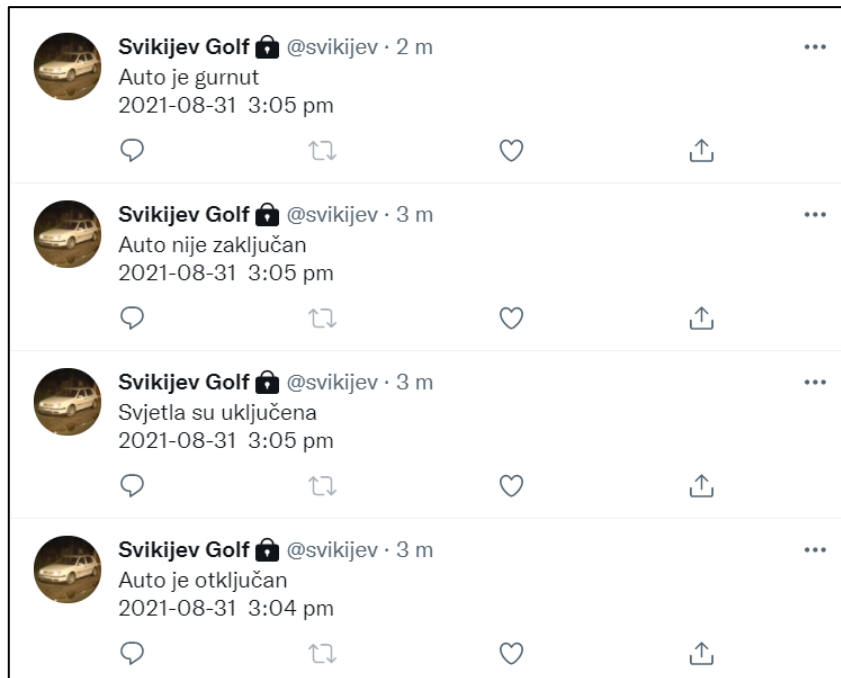 Svikijev Golf @svikijev · 2 m
Auto je gurnut
2021-08-31 3:05 pm
Svikijev Golf @svikijev · 3 m
Auto nije zaključan
2021-08-31 3:05 pm
Svikijev Golf @svikijev · 3 m
Svjetla su uključena
2021-08-31 3:05 pm
Svikijev Golf @svikijev · 3 m
Auto je otključan
2021-08-31 3:04 pm